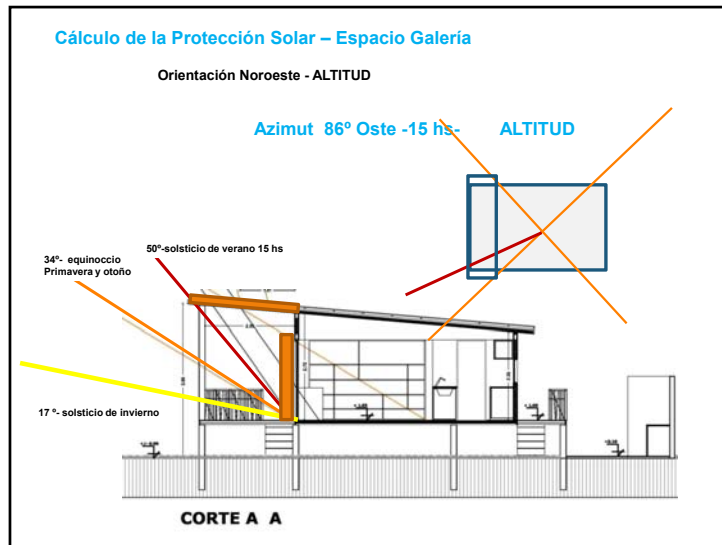 Cálculo de la Protección Solar – Espacio Galería
Orientación Noroeste - ALTITUD
Azimut 86º Oste -15 hs- ALTITUD
50º-solsticio de verano 15 hs
34º- equinoccio
Primavera y otoño
17 º- solsticio de invierno
CORTE A A